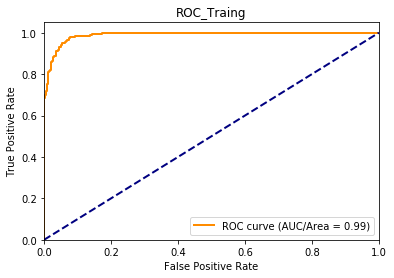 ROC_Traing
1.0
0.8
0.6
0.4
0.2
0.0
True Positive Rate
ROC curve (AUC/Area = 0.99)
0.0 0.2 0.4 0.6 0.8 1.0
False Positive Rate